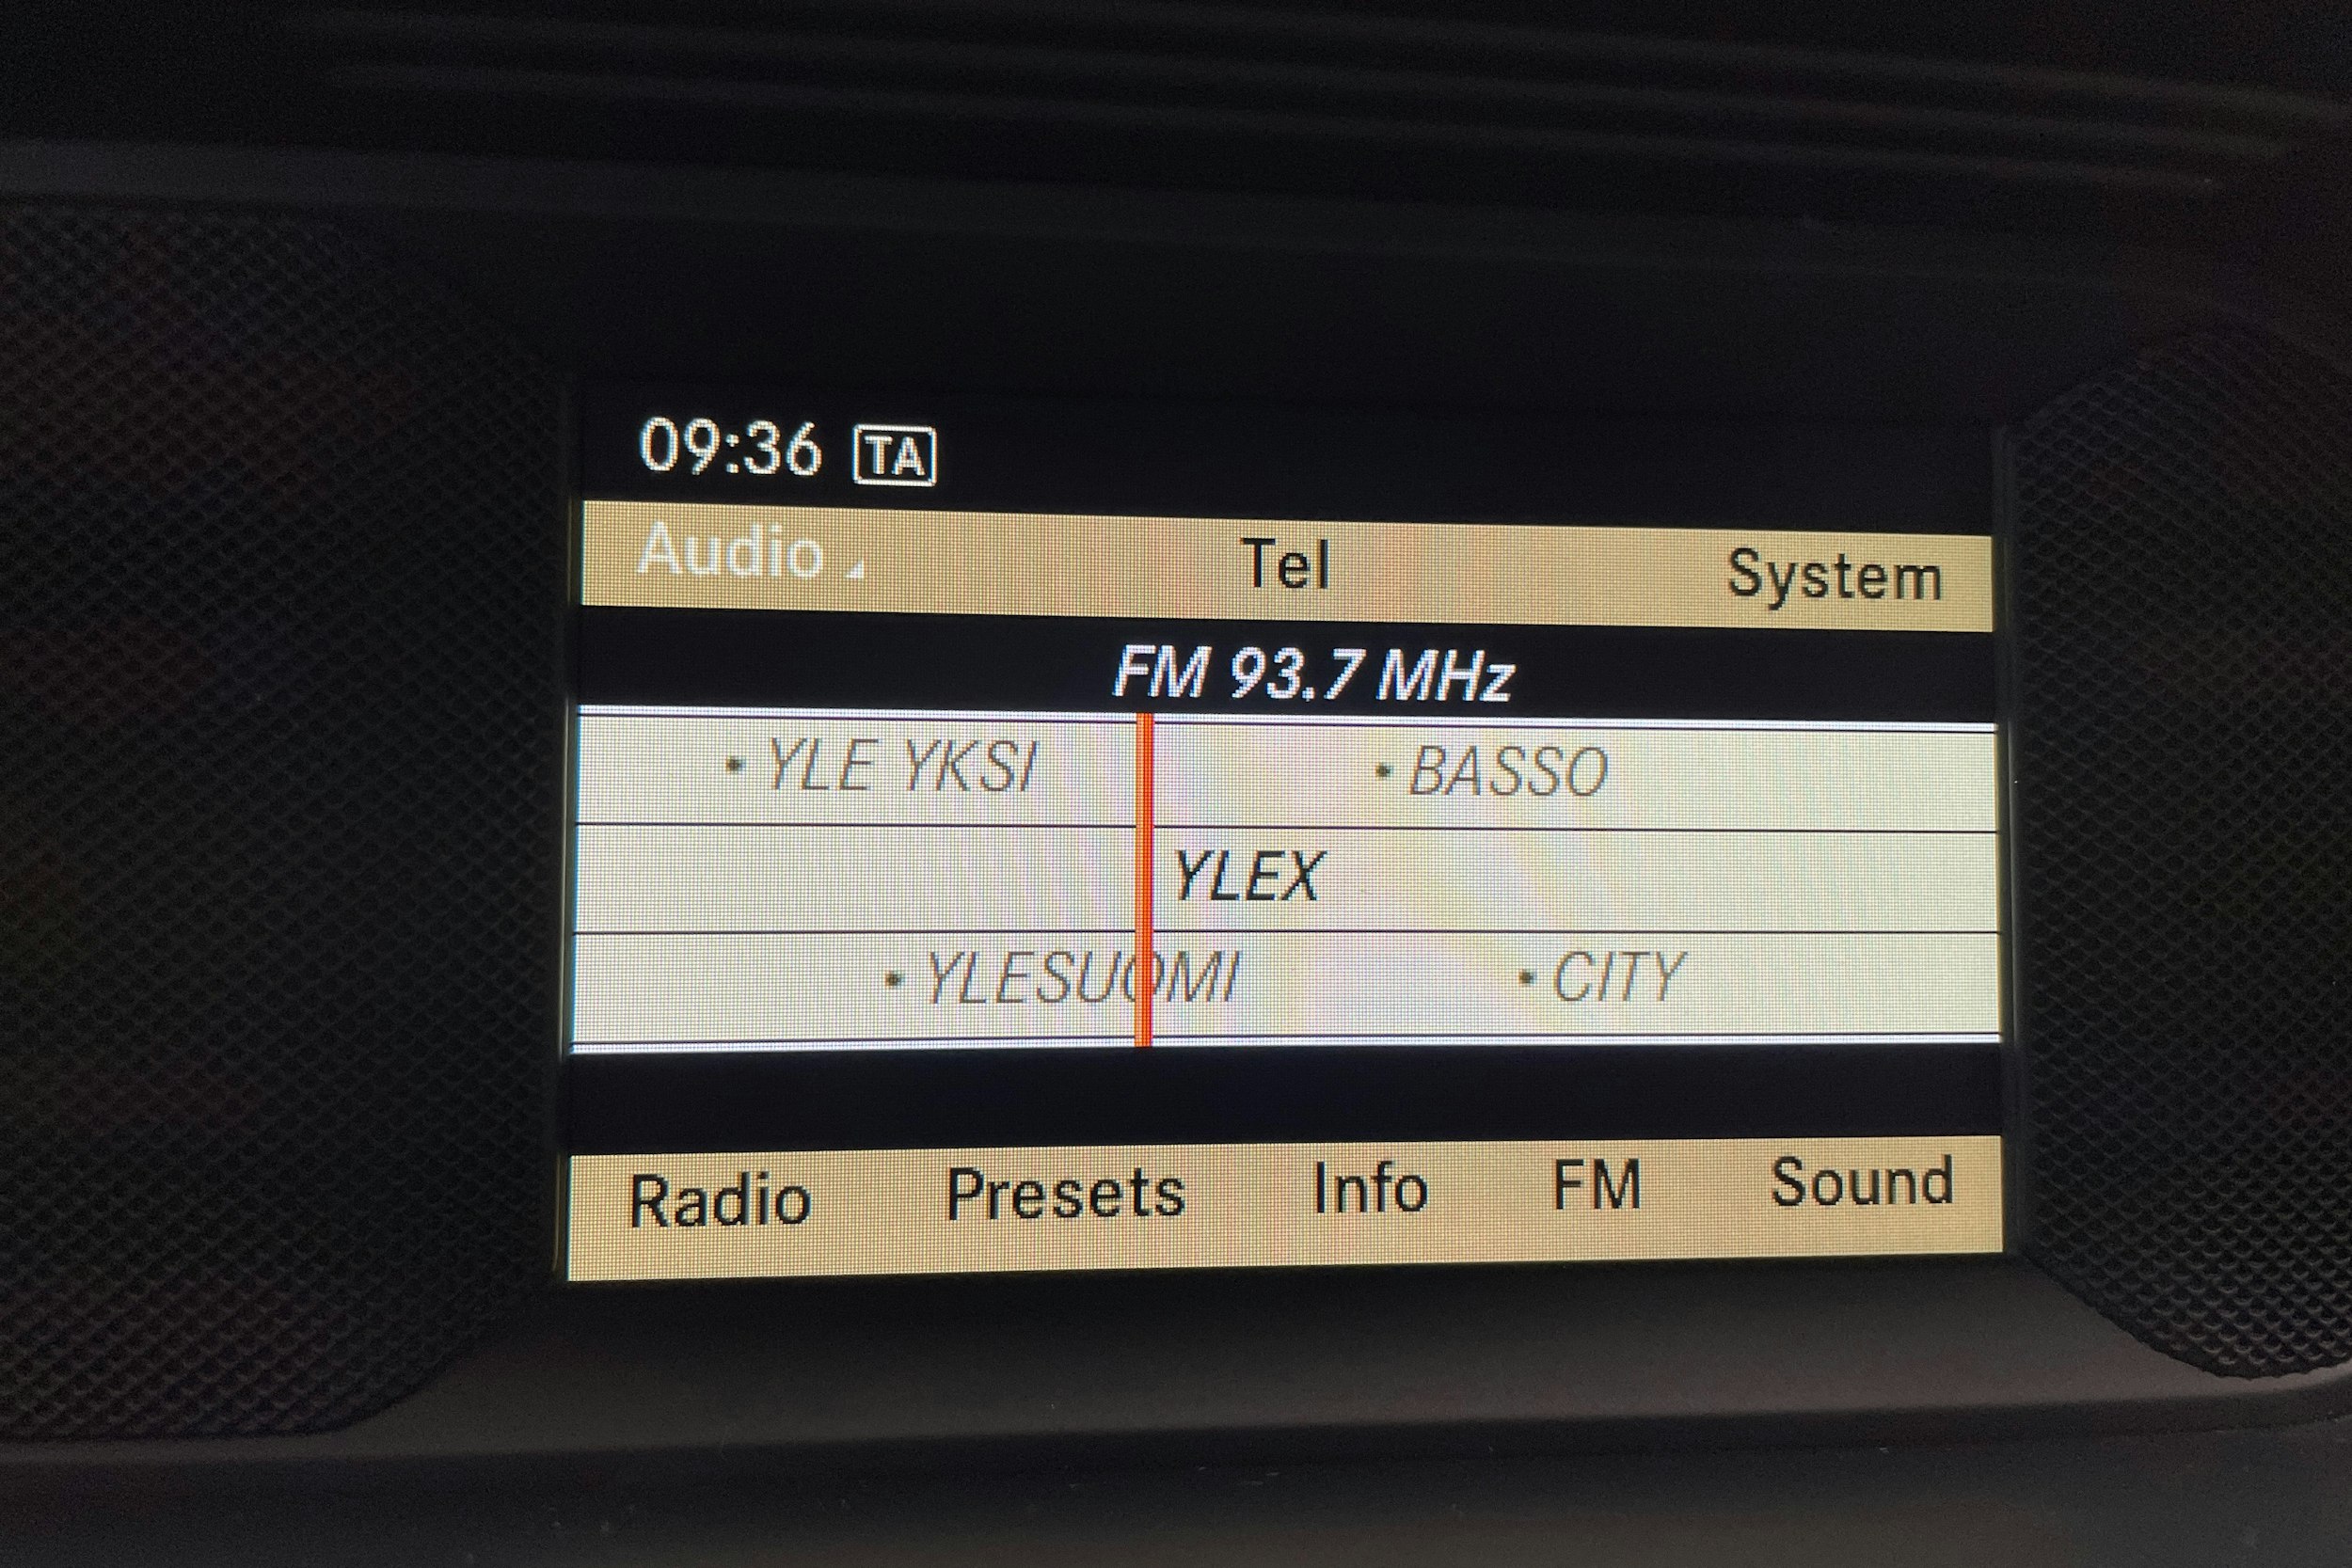 09:36 TA
Audio Tel System
FM 93.7 MHz
• YLE YKSI • BASSO
YLEX
• YLESUOMI • CITY
Radio Presets Info FM Sound